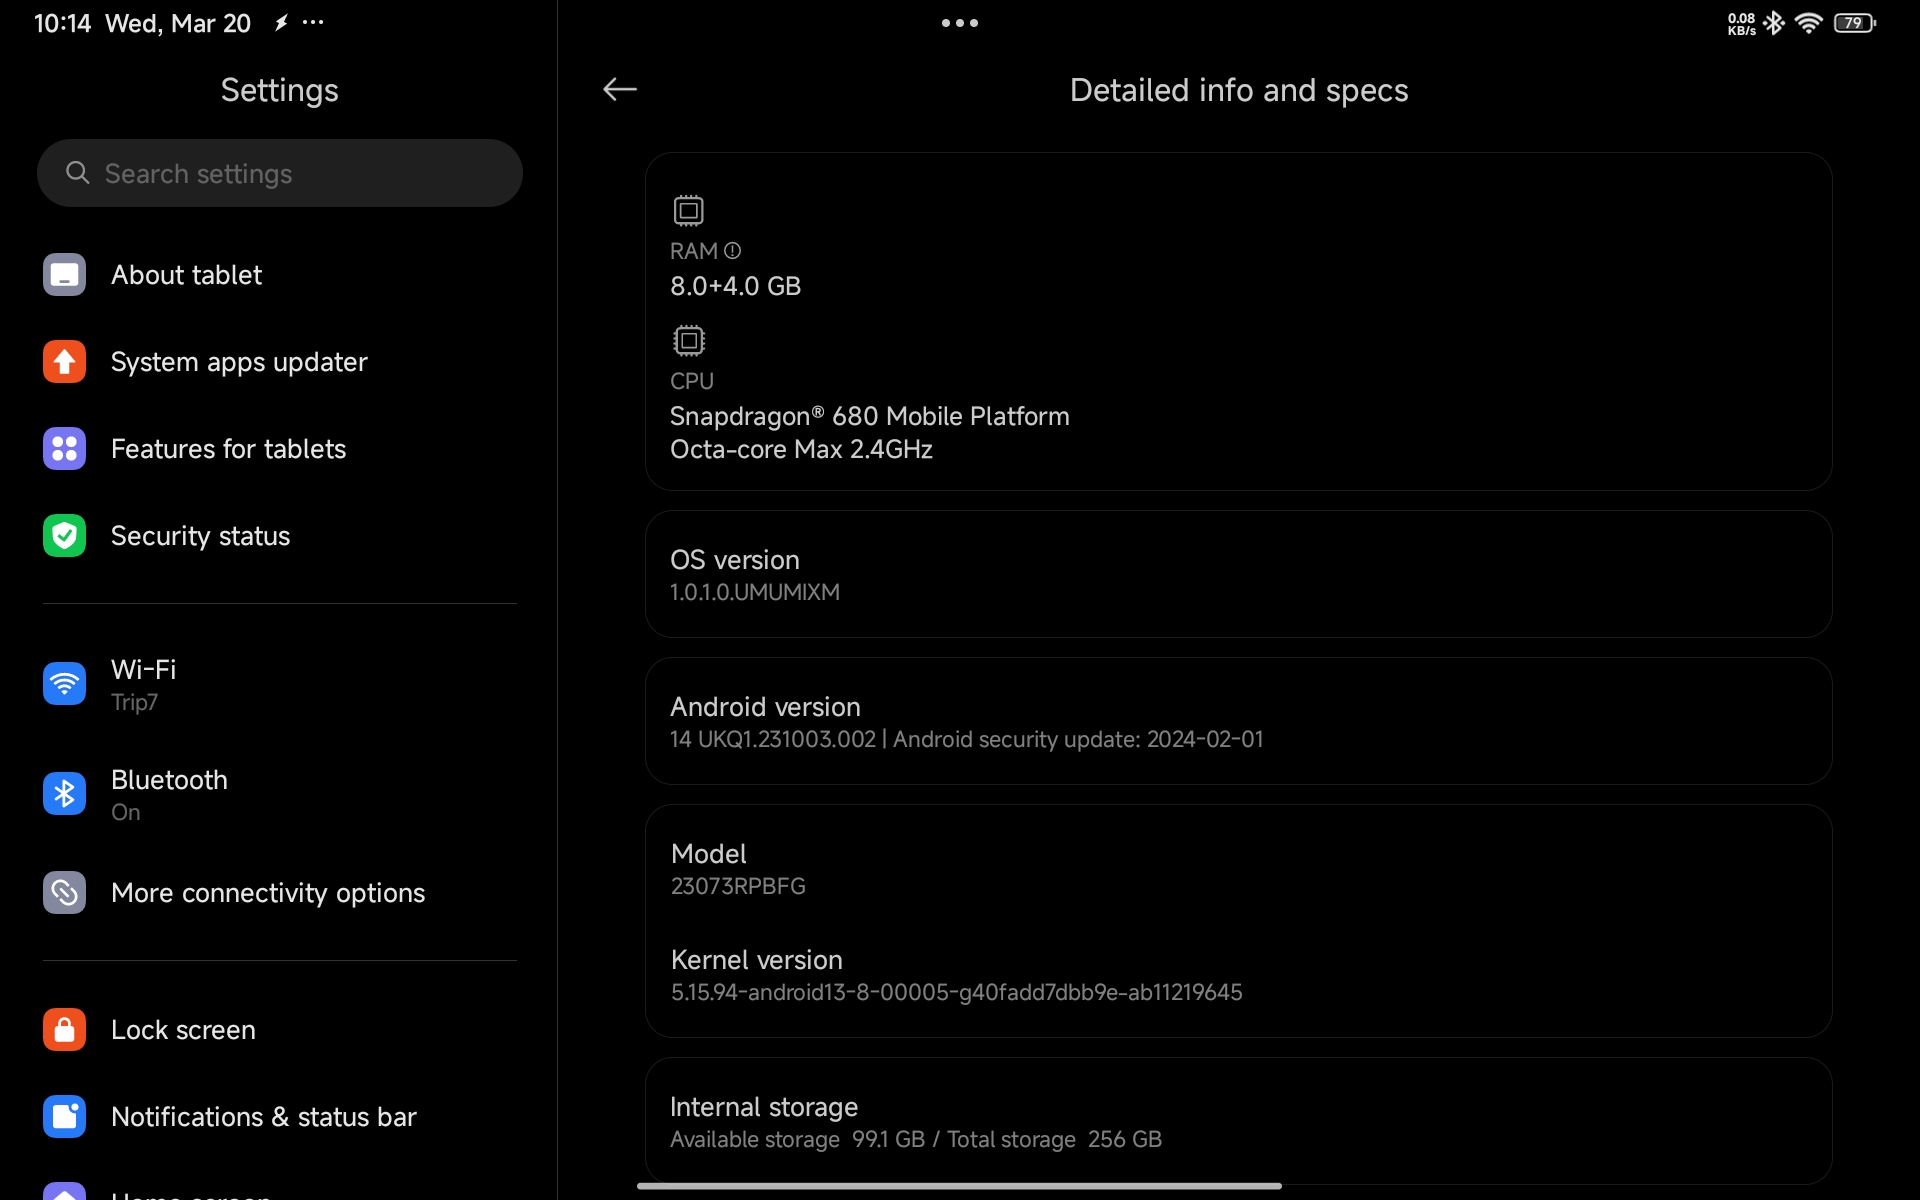 10:14 Wed, Mar 20
0.08
KB/s
79
Settings
Search settings
About tablet
System apps updater
Features for tablets
Security status
Wi-Fi
Trip7
Bluetooth
On
More connectivity options
Lock screen
Notifications & status bar
Home screen
Detailed info and specs
RAM
8.0+4.0 GB
CPU
Snapdragon® 680 Mobile Platform
Octa-core Max 2.4GHz
OS version
1.0.1.0.UMUMIXM
Android version
14 UKQ1.231003.002 | Android security update: 2024-02-01
Model
23073RPBFG
Kernel version
5.15.94-android13-8-00005-g40fadd7dbb9e-ab11219645
Internal storage
Available storage 99.1 GB / Total storage 256 GB